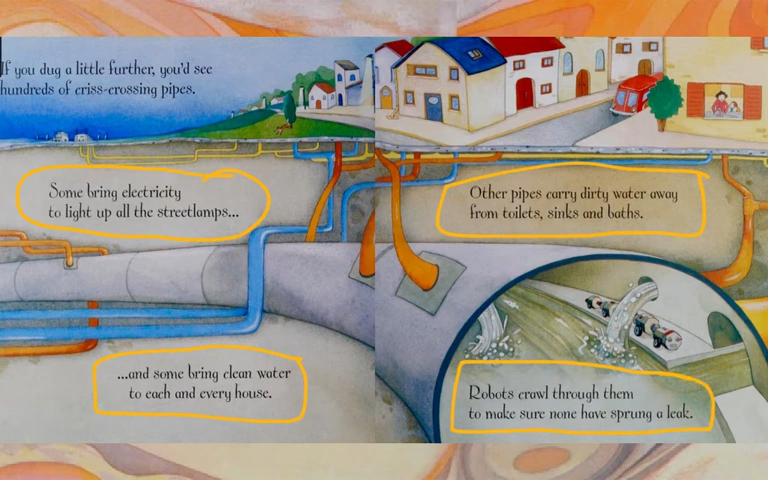 If you dug a little further, you'd see
hundreds of criss-crossing pipes.
Some bring electricity
to light up all the streetlamps...
...and some bring clean water
to each and every house.
Other pipes carry dirty water away
from toilets, sinks and baths.
Robots crawl through them
to make sure none have sprung a leak.